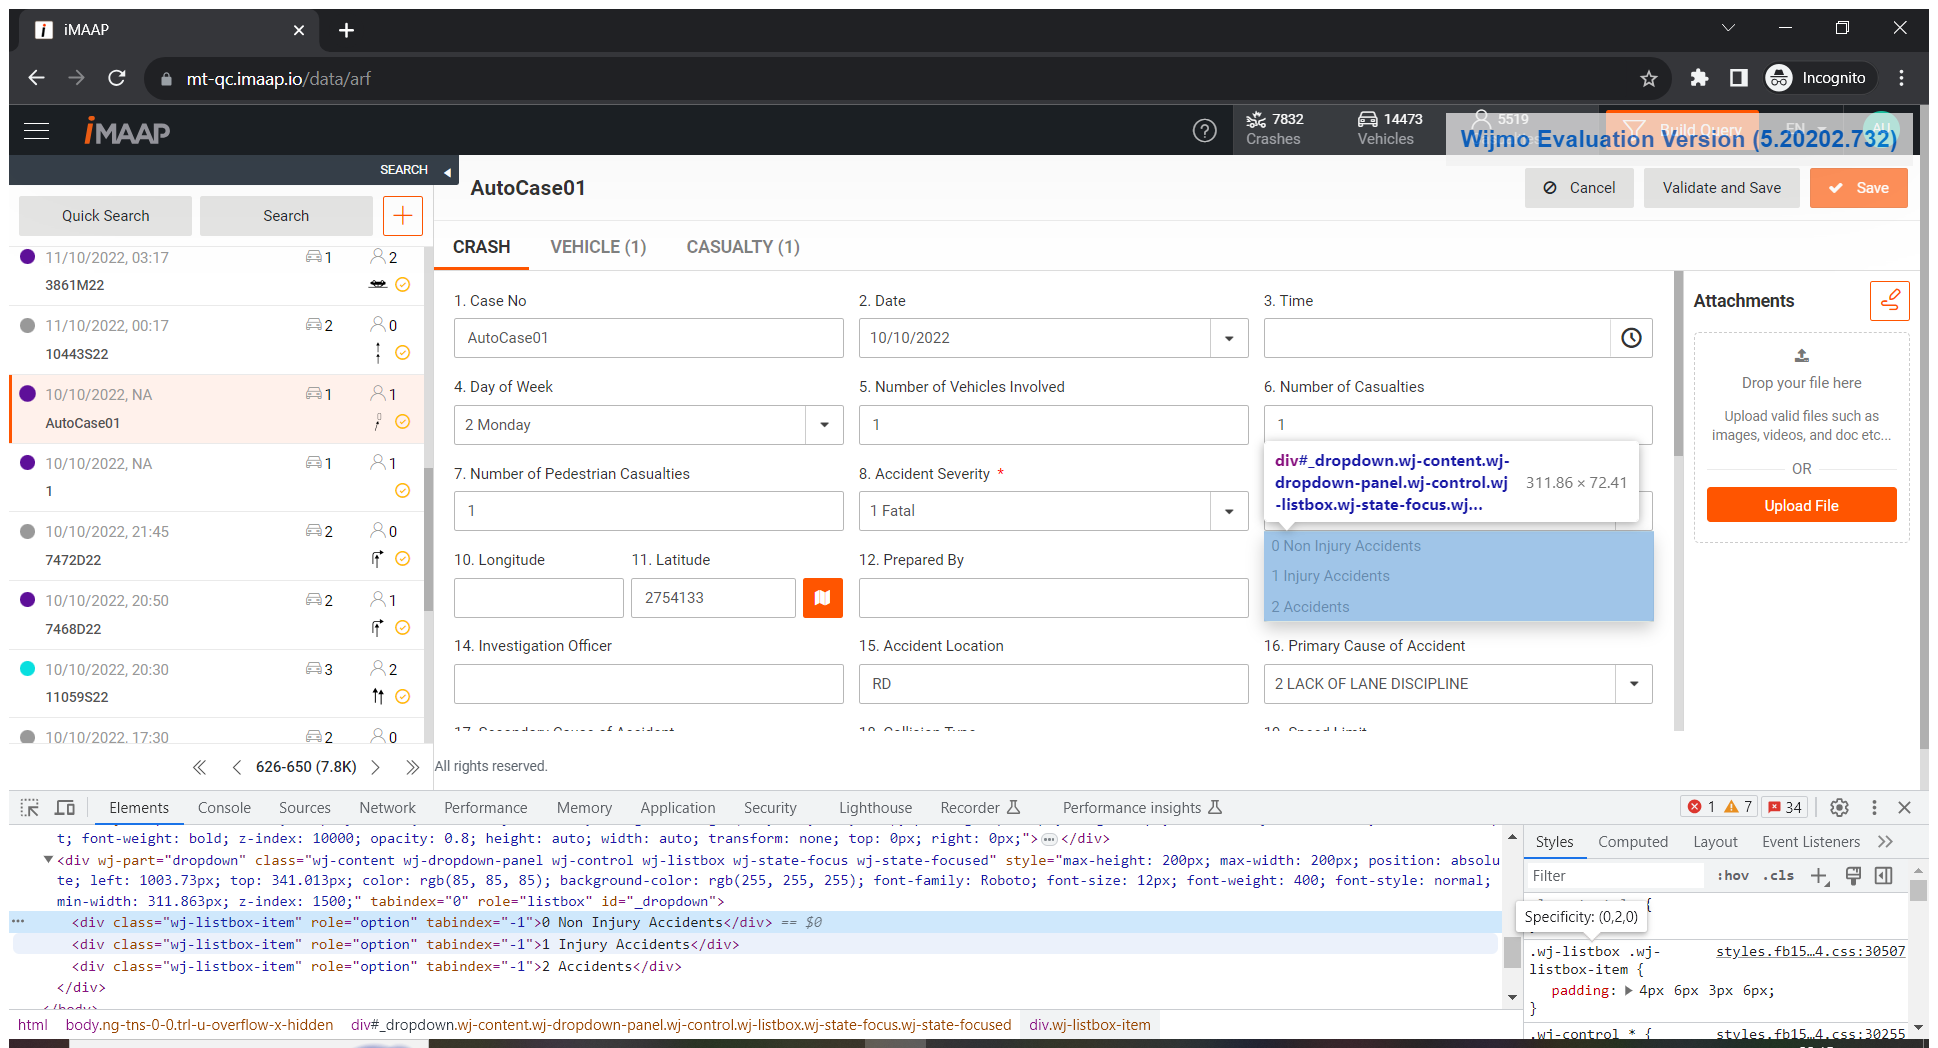 iMAAP
mt-qc.imaap.io/data/arf
Incognito
iMAAP
7832
Crashes
14473
Vehicles
5519
Build Query
EN
Wijmo Evaluation Version (5.20202.732)
SEARCH
Quick Search
Search
AutoCase01
Cancel
Validate and Save
Save
11/10/2022, 03:17
1
2
3861M22
11/10/2022, 00:17
2
0
10443S22
10/10/2022, NA
1
1
AutoCase01
10/10/2022, NA
1
1
1
10/10/2022, 21:45
2
0
7472D22
10/10/2022, 20:50
2
1
7468D22
10/10/2022, 20:30
3
2
11059S22
10/10/2022, 17:30
2
0
626-650 (7.8K)
CRASH
VEHICLE (1)
CASUALTY (1)
1. Case No
2. Date
3. Time
AutoCase01
10/10/2022
4. Day of Week
5. Number of Vehicles Involved
6. Number of Casualties
2 Monday
1
1
7. Number of Pedestrian Casualties
8. Accident Severity *
1
1 Fatal
div#_dropdown.wj-content.wj-
dropdown-panel.wj-control.wj
-listbox.wj-state-focus.wj...
311.86 × 72.41
0 Non Injury Accidents
1 Injury Accidents
2 Accidents
10. Longitude
11. Latitude
12. Prepared By
2754133
14. Investigation Officer
15. Accident Location
16. Primary Cause of Accident
RD
2 LACK OF LANE DISCIPLINE
17. Secondary Cause of Accident
18. Collision Type
19. Speed Limit
All rights reserved.
Attachments
Drop your file here
Upload valid files such as
images, videos, and doc etc...
OR
Upload File
Elements
Console
Sources
Network
Performance
Memory
Application
Security
Lighthouse
Recorder
Performance insights
1
7
34
t; font-weight: bold; z-index: 10000; opacity: 0.8; height: auto; width: auto; transform: none; top: 0px; right: 0px;">…</div>
<div wj-part="dropdown" class="wj-content wj-dropdown-panel wj-control wj-listbox wj-state-focus wj-state-focused" style="max-height: 200px; max-width: 200px; position: absolu
te; left: 1003.73px; top: 341.013px; color: rgb(85, 85, 85); background-color: rgb(255, 255, 255); font-family: Roboto; font-size: 12px; font-weight: 400; font-style: normal;
min-width: 311.863px; z-index: 1500;" tabindex="0" role="listbox" id="_dropdown">
<div class="wj-listbox-item" role="option" tabindex="-1">0 Non Injury Accidents</div> == $0
<div class="wj-listbox-item" role="option" tabindex="-1">1 Injury Accidents</div>
<div class="wj-listbox-item" role="option" tabindex="-1">2 Accidents</div>
</div>
</body>
html
body.ng-tns-0-0.trl-u-overflow-x-hidden
div#_dropdown.wj-content.wj-dropdown-panel.wj-control.wj-listbox.wj-state-focus.wj-state-focused
div.wj-listbox-item
Styles
Computed
Layout
Event Listeners
Filter
:hov
.cls
{
Specificity: (0,2,0)
.wj-listbox .wj-
listbox-item {
styles.fb15…4.css:30507
padding: 4px 6px 3px 6px;
}
.wj-control * {
styles.fb15…4.css:30255